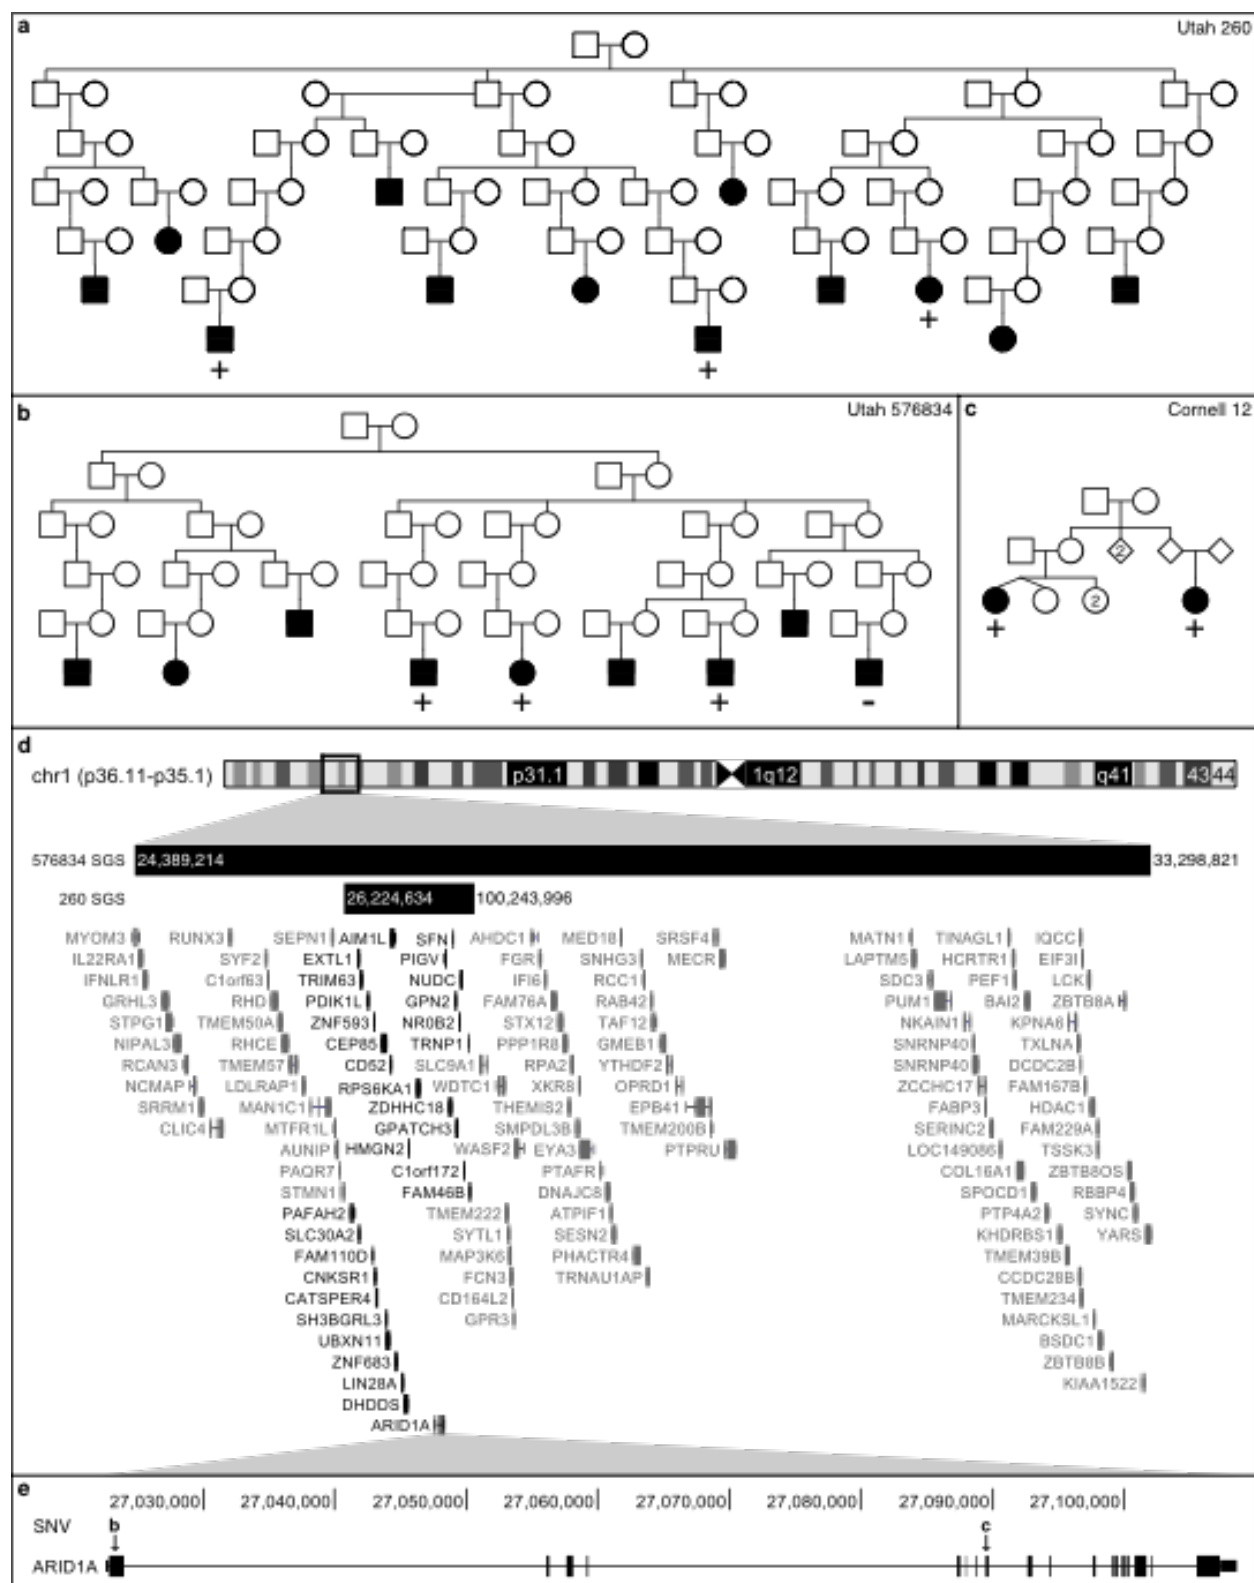 a
Utah 260
+
+ +
b
Utah 576834
c
Cornell 12
2
2
+ +
+ + + -
d
chr1 (p36.11-p35.1)
p31.1 1q12 q41 43 44
576834 SGS 24,389,214 33,298,821
260 SGS 26,224,634 100,243,996
MYOM3 RUNX3 SEPN1 AIM1L SFN AHDC1 MED18 SRSF4 MATN1 TINAGL1 IQCC
IL22RA1 SYF2 EXTL1 PIGV FGR SNHG3 MECR LAPTM5 HCRTR1 EIF3I
IFNLR1 C1orf63 TRIM63 NUDC IFI6 RCC1 SDC3 PEF1 LCK
GRHL3 RHD PDIK1L GPN2 FAM76A RAB42 PUM1 BAI2 ZBTB8A
STPG1 TMEM50A ZNF593 NR0B2 STX12 TAF12 NKAIN1 KPNA6
NIPAL3 RHCE CEP85 TRNP1 PPP1R8 GMEB1 SNRNP40 TXLNA
RCAN3 TMEM57 CD52 SLC9A1 RPA2 YTHDF2 SNRNP40 DCDC2B
NCMAP LDLRAP1 RPS6KA1 WDTC1 XKR8 OPRD1 ZCCHC17 FAM167B
SRRM1 MAN1C1 ZDHHC18 THEMIS2 EPB41 FABP3 HDAC1
CLIC4 MTFR1L GPATCH3 SMPDL3B TMEM200B SERINC2 FAM229A
AUNIP HMGN2 WASF2 EYA3 PTPRU LOC149086 TSSK3
PAQR7 C1orf172 PTAFR COL16A1 ZBTB8OS
STMN1 FAM46B DNAJC8 SPOCD1 RBBP4
PAFAH2 TMEM222 ATPIF1 PTP4A2 SYNC
SLC30A2 SYTL1 SESN2 KHDRBS1 YARS
FAM110D MAP3K6 PHACTR4 TMEM39B
CNKSR1 FCN3 TRNAU1AP CCDC28B
CATSPER4 CD164L2 TMEM234
SH3BGRL3 GPR3 MARCKSL1
UBXN11 BSDC1
ZNF683 ZBTB8B
LIN28A KIAA1522
DHDDS
ARID1A
e
27,030,000 27,040,000 27,050,000 27,060,000 27,070,000 27,080,000 27,090,000 27,100,000
SNV b c
ARID1A